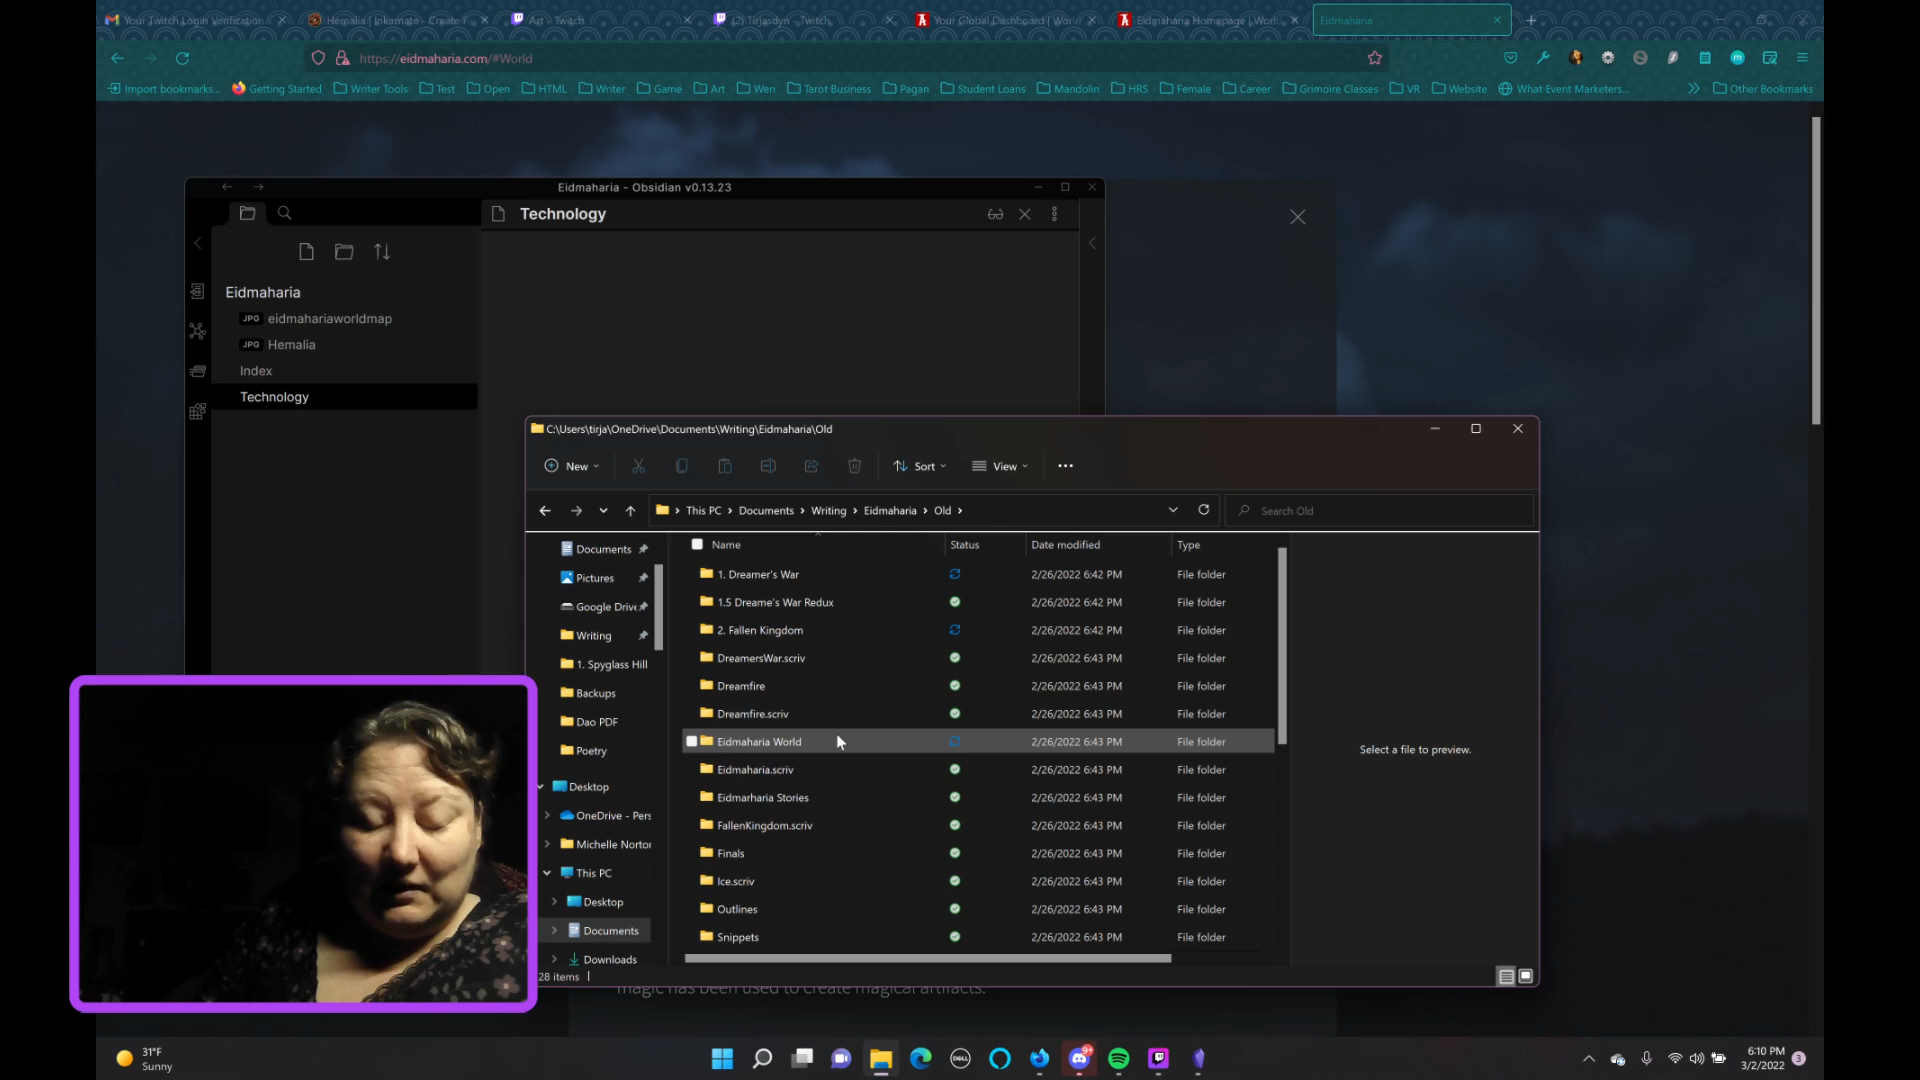 Your Twitch Login Verification
Hemalia | Inkarnate - Create F
Art - Twitch
(2) Tirjasdyn - Twitch
Your Global Dashboard | World
Eidmaharia Homepage | World
Eidmaharia
https://eidmaharia.com/#World
Import bookmarks...
Getting Started
Writer Tools
Test
Open
HTML
Writer
Game
Art
Wen
Tarot Business
Pagan
Student Loans
Mandolin
HRS
Female
Career
Grimoire Classes
VR
Website
What Event Marketers...
Other Bookmarks
Eidmaharia - Obsidian v0.13.23
Technology
Eidmaharia
JPG eidmahariaworldmap
JPG Hemalia
Index
Technology
C:\Users\tirja\OneDrive\Documents\Writing\Eidmaharia\Old
New
Sort
View
This PC > Documents > Writing > Eidmaharia > Old >
Search Old
Name Status Date modified Type
Documents
Pictures
Google Drive
Writing
1. Spyglass Hill
Backups
Dao PDF
Poetry
Desktop
OneDrive - Pers
Michelle Norton
This PC
Desktop
Documents
Downloads
1. Dreamer's War 2/26/2022 6:42 PM File folder
1.5 Dreame's War Redux 2/26/2022 6:42 PM File folder
2. Fallen Kingdom 2/26/2022 6:42 PM File folder
DreamersWar.scriv 2/26/2022 6:43 PM File folder
Dreamfire 2/26/2022 6:43 PM File folder
Dreamfire.scriv 2/26/2022 6:43 PM File folder
Eidmaharia World 2/26/2022 6:43 PM File folder
Eidmaharia.scriv 2/26/2022 6:43 PM File folder
Eidmarharia Stories 2/26/2022 6:43 PM File folder
FallenKingdom.scriv 2/26/2022 6:43 PM File folder
Finals 2/26/2022 6:43 PM File folder
Ice.scriv 2/26/2022 6:43 PM File folder
Outlines 2/26/2022 6:43 PM File folder
Snippets 2/26/2022 6:43 PM File folder
Select a file to preview.
28 items
magic has been used to create magical artifacts.
31°F
Sunny
DELL
9+
6:10 PM
3/2/2022
3